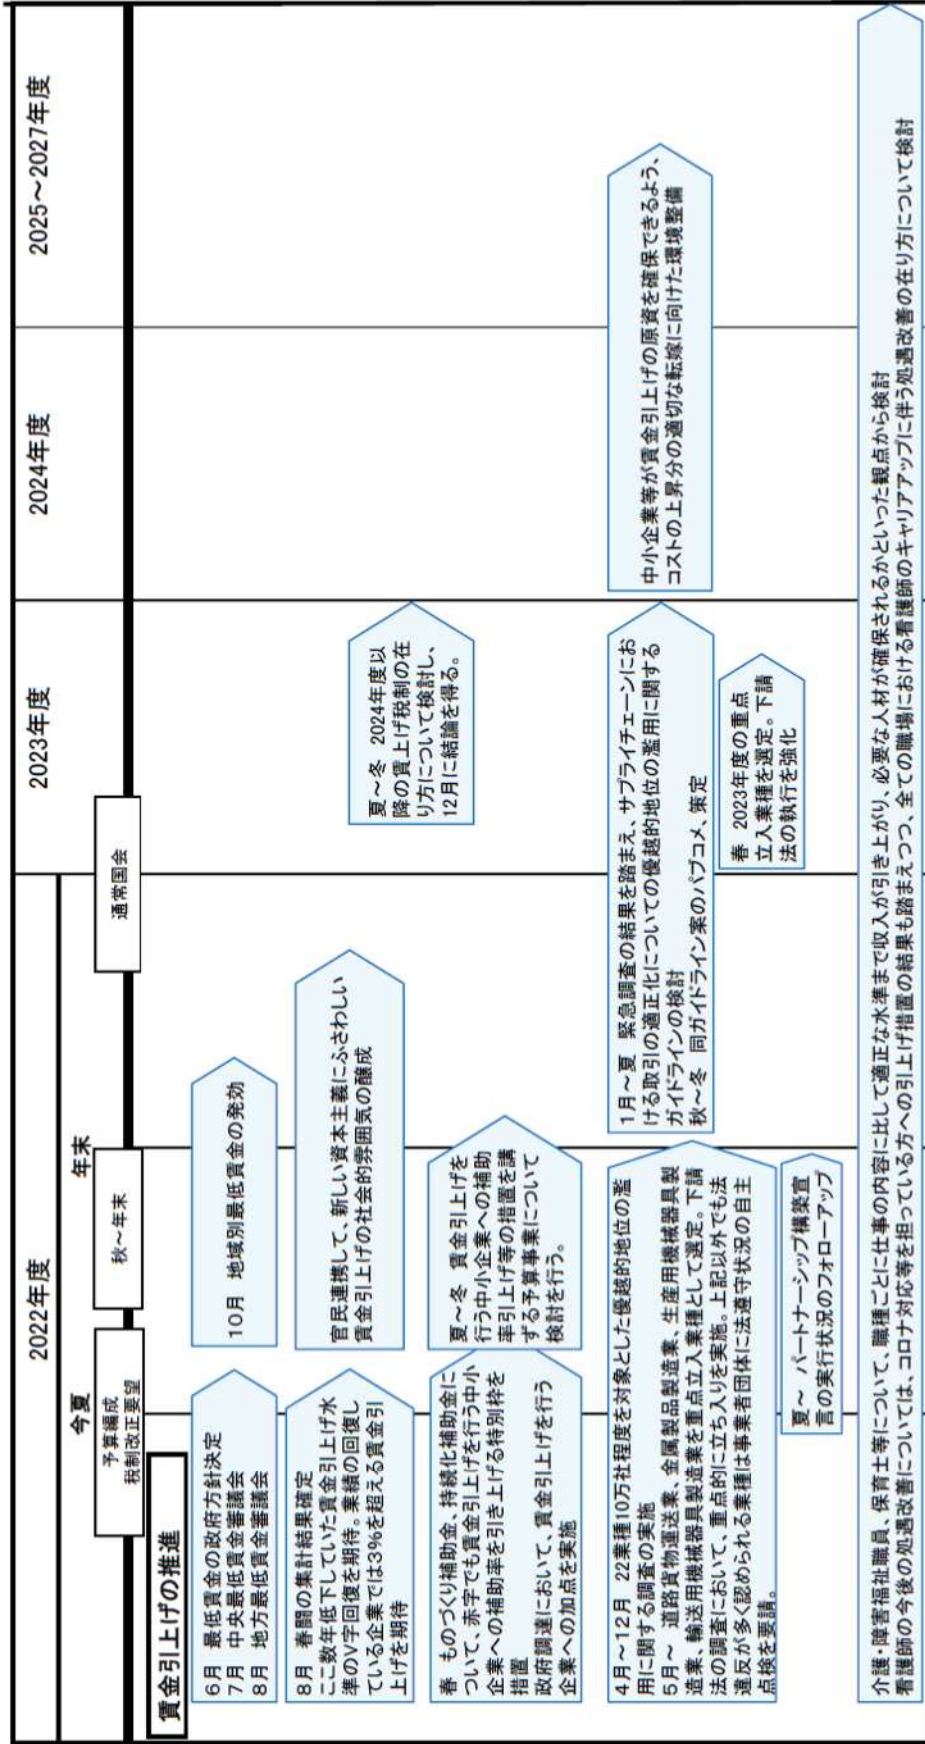 2022年度
2023年度
2024年度
2025～2027年度
今夏
年末
予算編成
税制改正要望
秋～年末
通常国会
賃金引上げの推進
6月 最低賃金の政府方針決定
7月 中央最低賃金審議会
8月 地方最低賃金審議会
10月 地域別最低賃金の発効
8月 春闘の集計結果確定
ここ数年低下していた賃金引上げ水
準のV字回復を期待。業績の回復し
ている企業では3%を超える賃金引
上げを期待
官民連携して、新しい資本主義にふさわしい
賃金引上げの社会的雰囲気の醸成
夏～冬 2024年度以
降の賃上げ税制の在
り方について検討し、
12月に結論を得る。
春 ものづくり補助金、持続化補助金に
ついて、赤字でも賃金引上げを行う中小
企業への補助率を引き上げる特別枠を
措置
政府調達において、賃金引上げを行う
企業への加点を実施
夏～冬 賃金引上げを
行う中小企業への補助
率引上げ等の措置を講
ずる予算事業について
検討を行う。
4月～12月 22業種10万社程度を対象とした優越的地位の濫
用に関する調査の実施
5月～ 道路貨物運送業、金属製品製造業、生産用機械器具製
造業、輸送用機械器具製造業を重点立入業種として選定。下請
法の調査において、重点的に立ち入りを実施。上記以外でも法
違反が多く認められる業種は事業者団体に法遵守状況の自主
点検を要請。
1月～夏 緊急調査の結果を踏まえ、サプライチェーンにお
ける取引の適正化についての優越的地位の濫用に関する
ガイドラインの検討
秋～冬 同ガイドライン案のパブコメ、策定
中小企業等が賃金引上げの原資を確保できるよう、
コストの上昇分の適切な転嫁に向けた環境整備
春 2023年度の重点
立入業種を選定。下請
法の執行を強化
夏～ パートナーシップ構築宣
言の実行状況のフォローアップ
介護・障害福祉職員、保育士等について、職種ごとに仕事の内容に比して適正な水準まで収入が引き上がり、必要な人材が確保されるかといった観点から検討
看護師の今後の処遇改善については、コロナ対応等を担っている方への引上げ措置の結果も踏まえつつ、全ての職場における看護師のキャリアアップに伴う処遇改善の在り方について検討